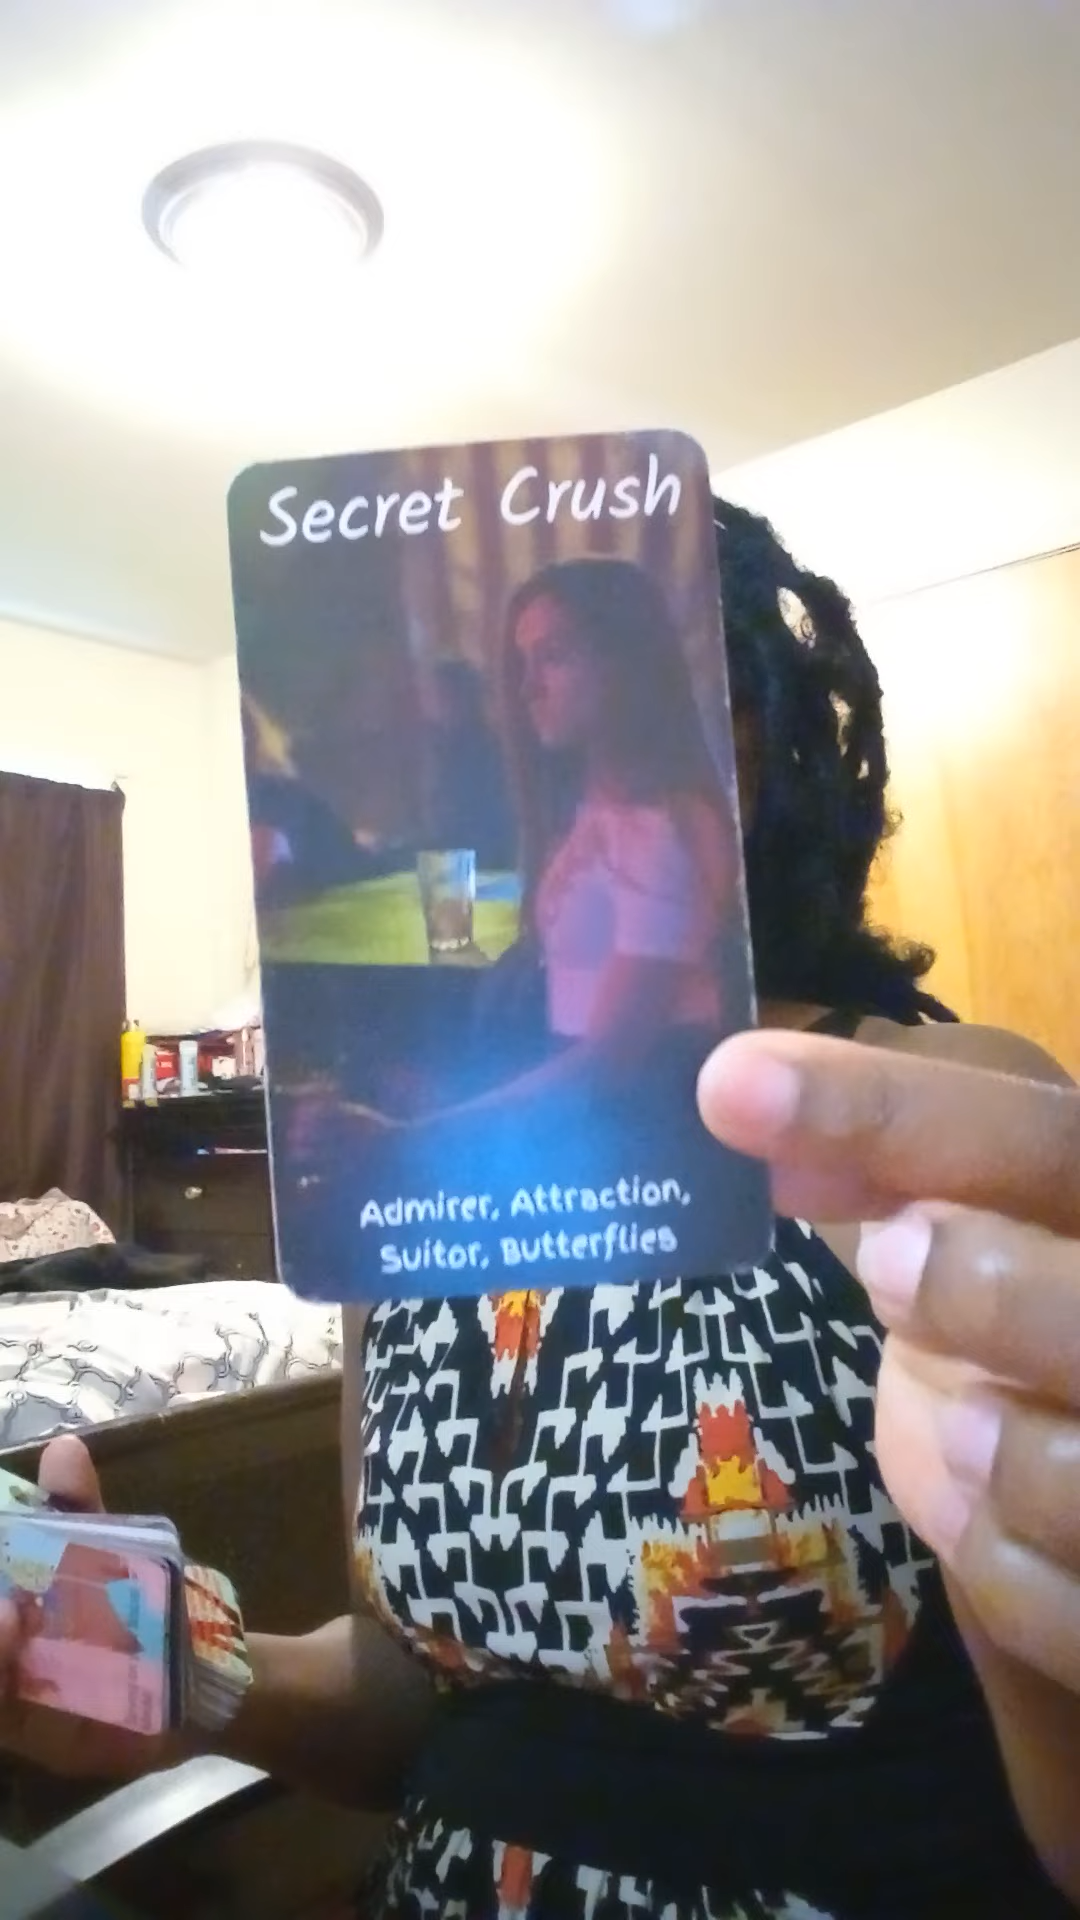 Secret Crush
Admirer, Attraction,
Suitor, Butterflies